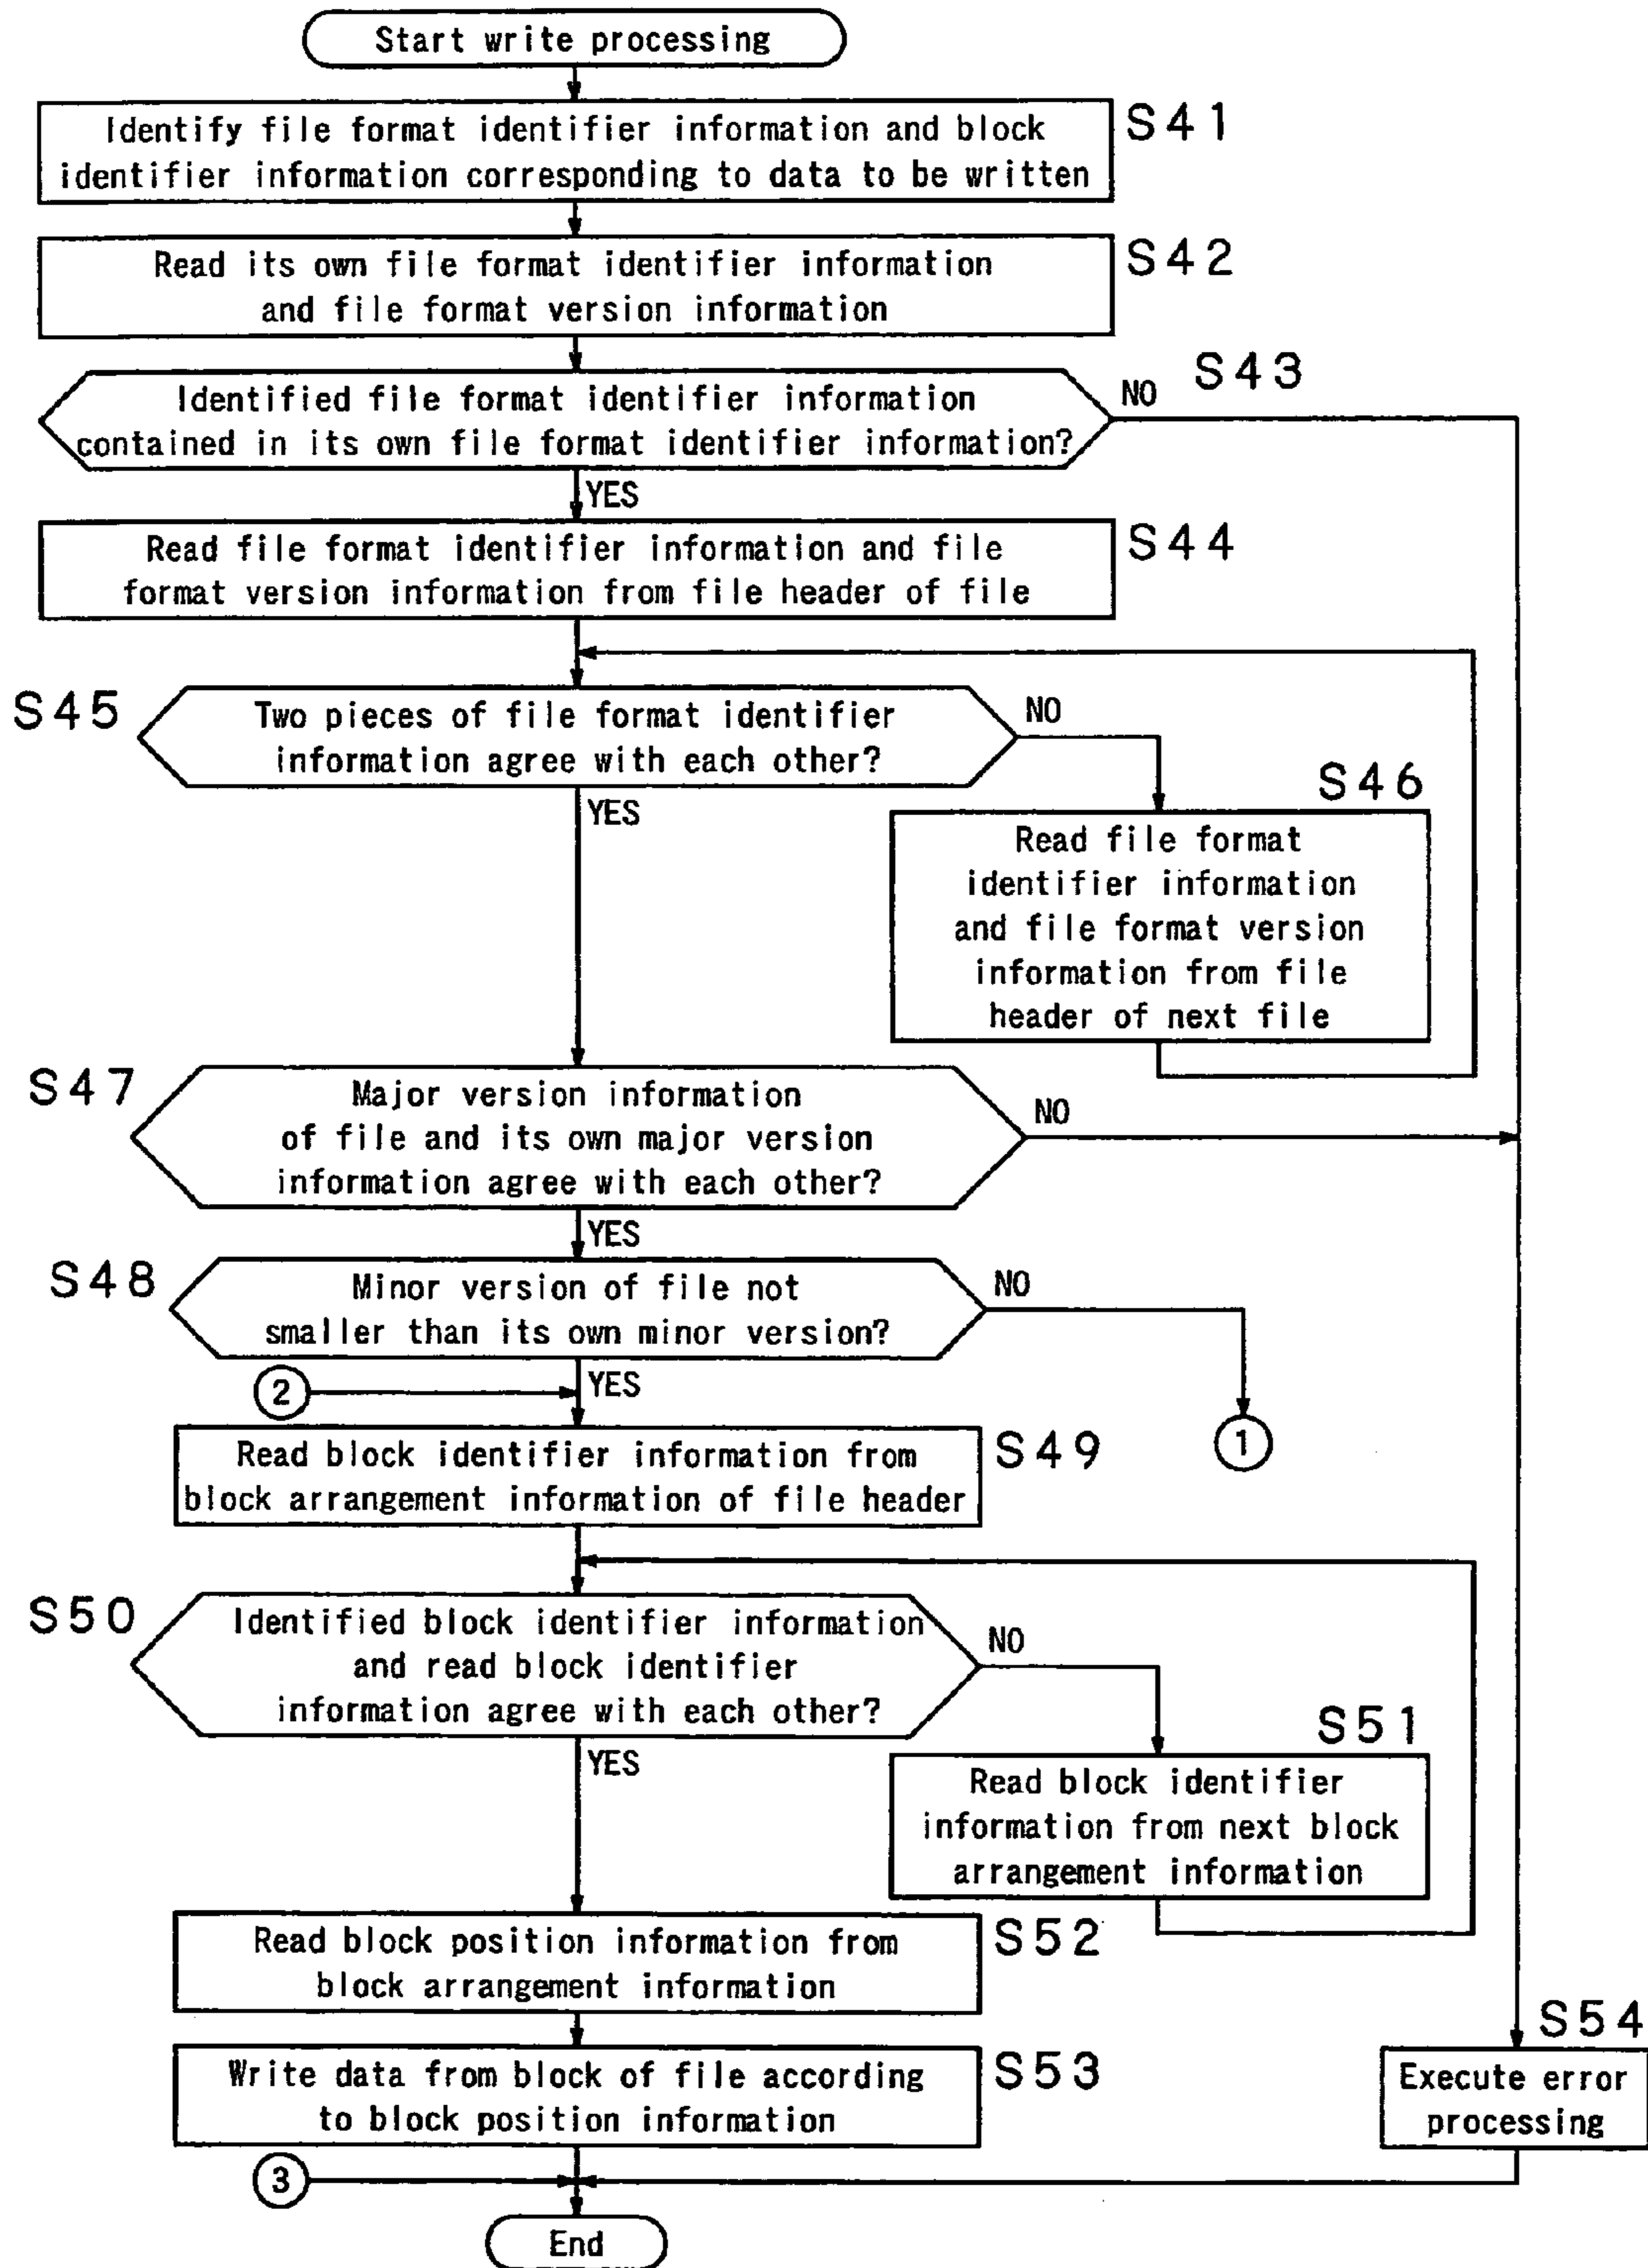 Start write processing
Identify file format identifier information and block
identifier information corresponding to data to be written
S41
Read its own file format identifier information
and file format version information
S42
Identified file format identifier information
contained in its own file format identifier information?
NO
S43
YES
Read file format identifier information and file
format version information from file header of file
S44
S45
Two pieces of file format identifier
information agree with each other?
NO
YES
S46
Read file format
identifier information
and file format version
information from file
header of next file
S47
Major version information
of file and its own major version
information agree with each other?
NO
YES
S48
Minor version of file not
smaller than its own minor version?
NO
2
YES
1
Read block identifier information from
block arrangement information of file header
S49
S50
Identified block identifier information
and read block identifier
information agree with each other?
NO
YES
S51
Read block identifier
information from next block
arrangement information
Read block position information from
block arrangement information
S52
Write data from block of file according
to block position information
S53
S54
Execute error
processing
3
End